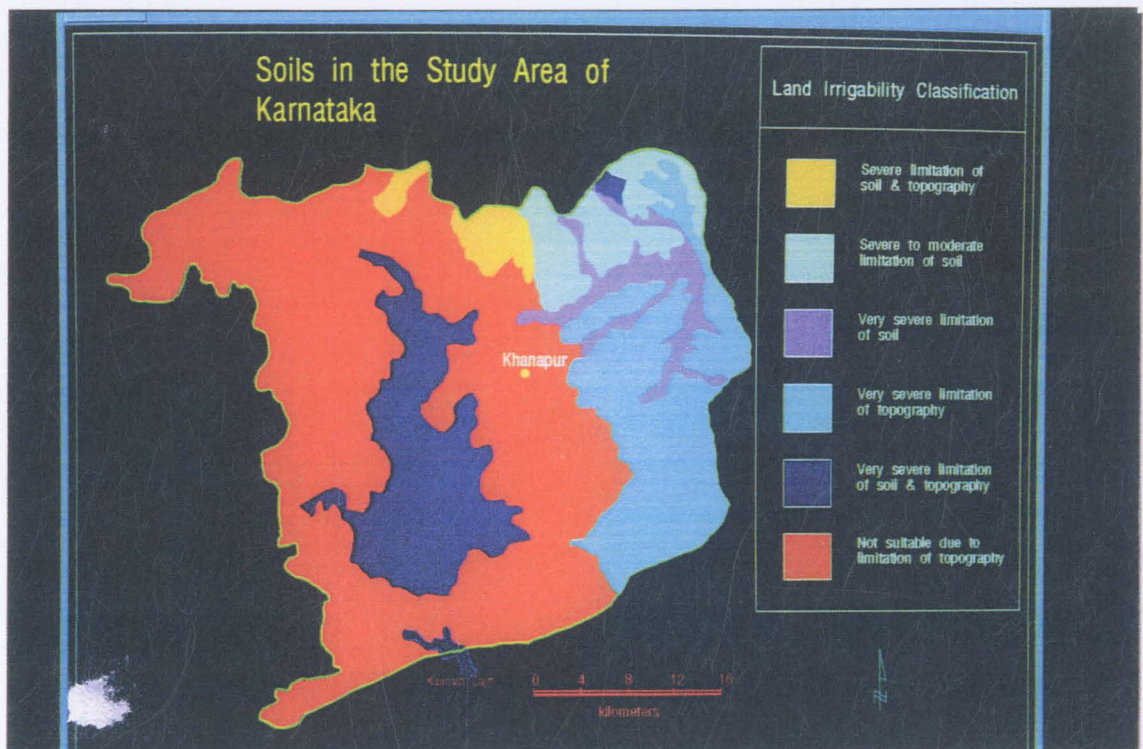 Soils in the Study Area of
Karnataka
Land Irrigability Classification
Severe limitation of
soil & topography
Severe to moderate
limitation of soil
Very severe limitation
of soil
Very severe limitation
of topography
Very severe limitation
of soil & topography
Not suitable due to
limitation of topography
Khanapur
0 4 8 12 16
kilometers